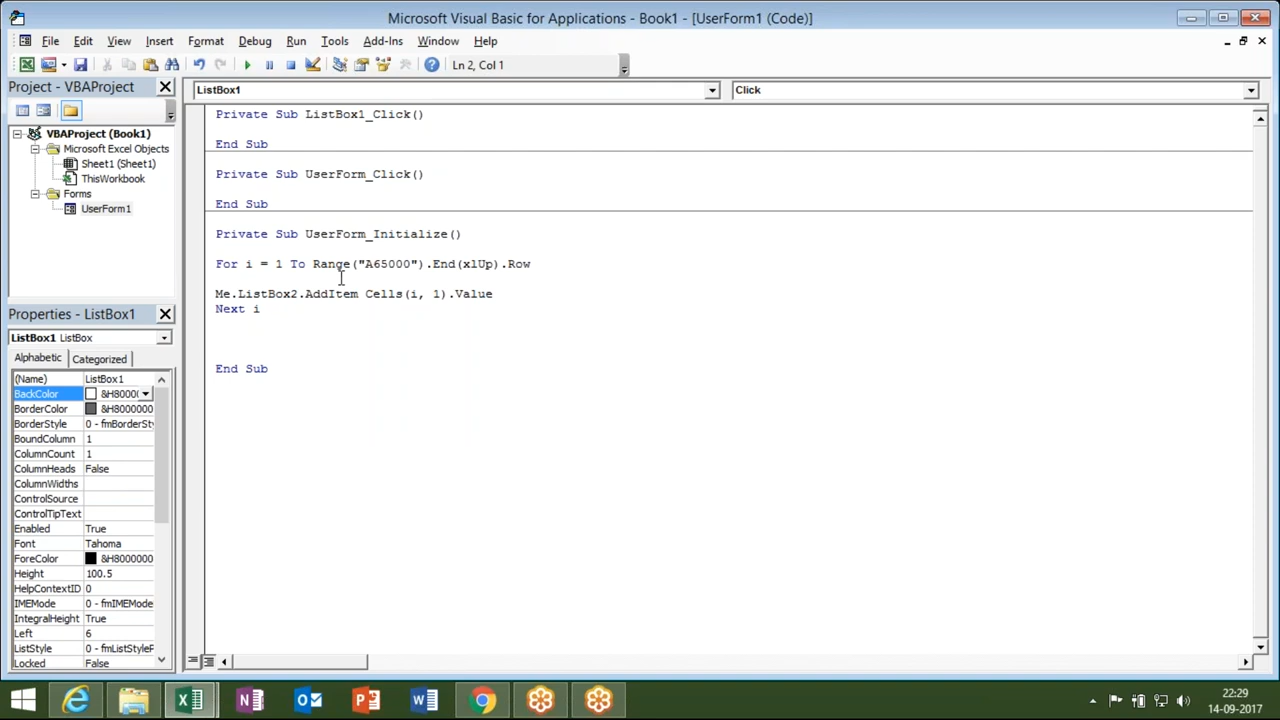 Microsoft Visual Basic for Applications - Book1 - [UserForm1 (Code)]
File Edit View Insert Format Debug Run Tools Add-Ins Window Help
Ln 2, Col 1
Project - VBAProject
VBAProject (Book1)
Microsoft Excel Objects
Sheet1 (Sheet1)
ThisWorkbook
Forms
UserForm1
Properties - ListBox1
ListBox1 ListBox
Alphabetic Categorized
(Name) ListBox1
BackColor &H8000(
BorderColor &H8000000
BorderStyle 0 - fmBorderSty
BoundColumn 1
ColumnCount 1
ColumnHeads False
ColumnWidths
ControlSource
ControlTipText
Enabled True
Font Tahoma
ForeColor &H8000000
Height 100.5
HelpContextID 0
IMEMode 0 - fmIMEMode
IntegralHeight True
Left 6
ListStyle 0 - fmListStyleP
Locked False
ListBox1 Click
Private Sub ListBox1_Click()
End Sub
Private Sub UserForm_Click()
End Sub
Private Sub UserForm_Initialize()
For i = 1 To Range("A65000").End(xlUp).Row
Me.ListBox2.AddItem Cells(i, 1).Value
Next i
End Sub
22:29
14-09-2017